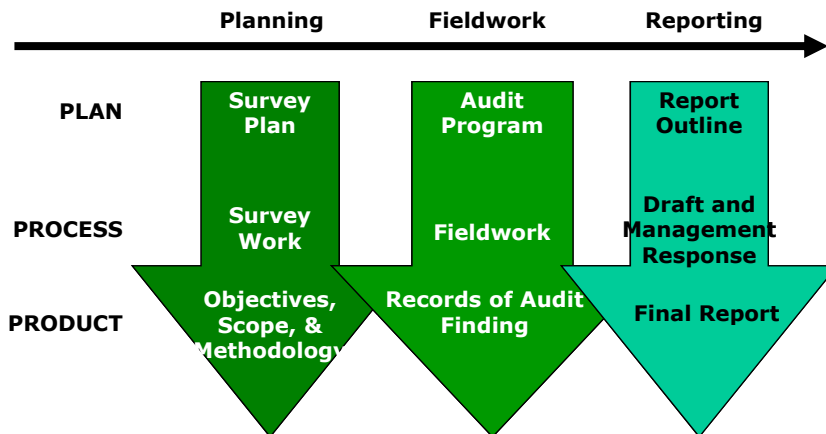 Planning Fieldwork Reporting
PLAN
Survey
Plan
Audit
Program
Report
Outline
PROCESS
Survey
Work
Fieldwork
Draft and
Management
Response
PRODUCT
Objectives,
Scope, &
Methodology
Records of Audit
Finding
Final Report